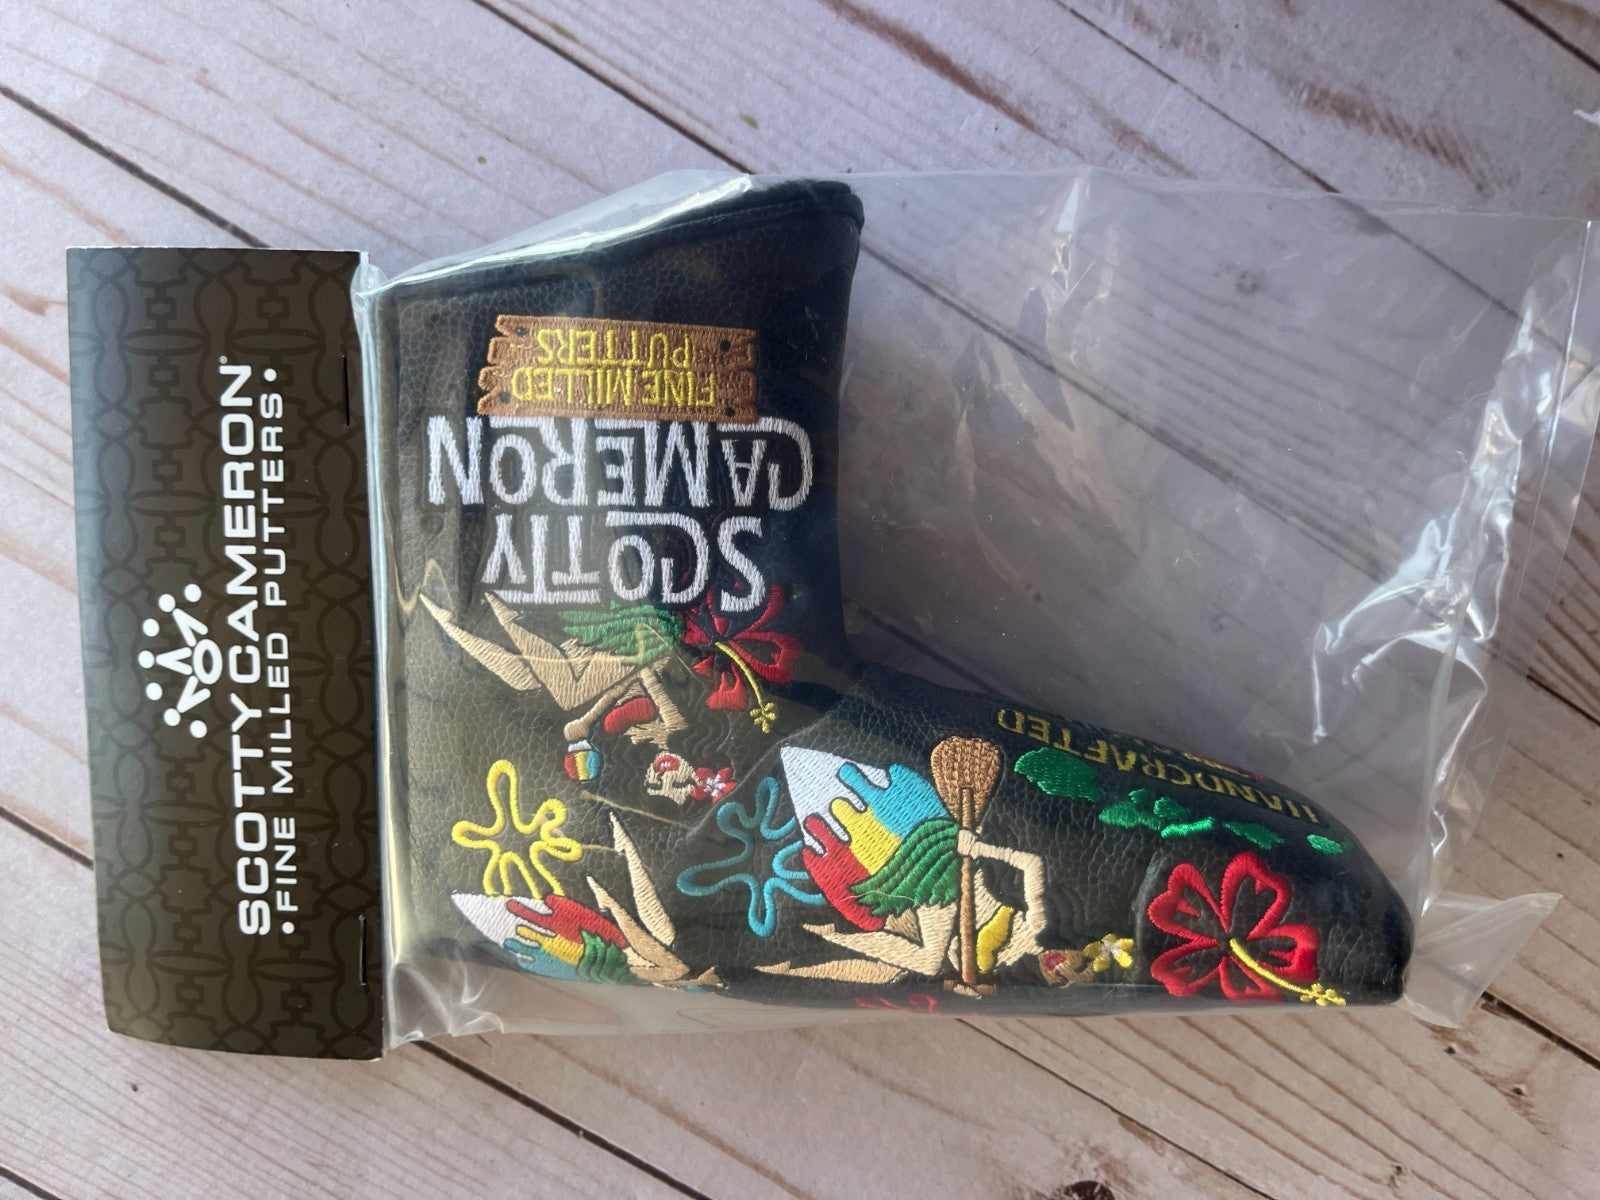 SCOTTY CAMERON®
• FINE MILLED PUTTERS •
SCOTTY
CAMERON
FINE MILLED
PUTTERS
HANDCRAFTED